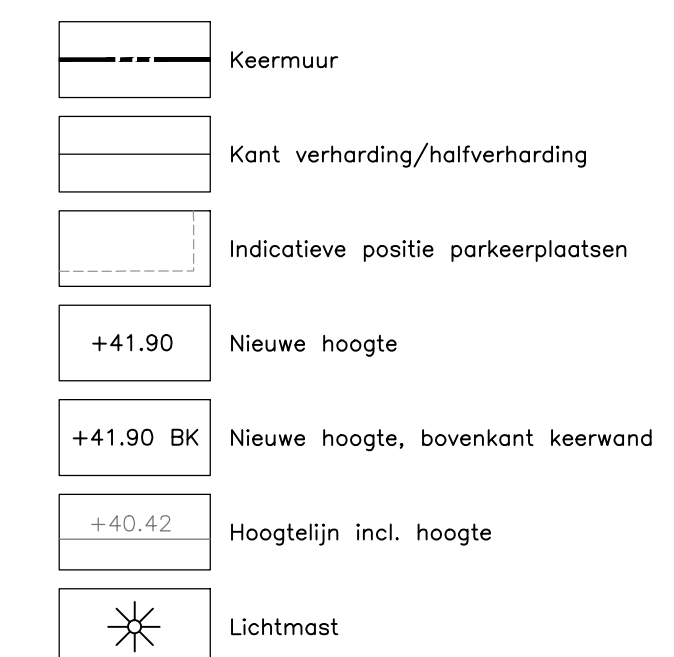 Keermuur
Kant verharding/halfverharding
Indicatieve positie parkeerplaatsen
+41.90 Nieuwe hoogte
+41.90 BK Nieuwe hoogte, bovenkant keerwand
+40.42 Hoogtelijn incl. hoogte
Lichtmast